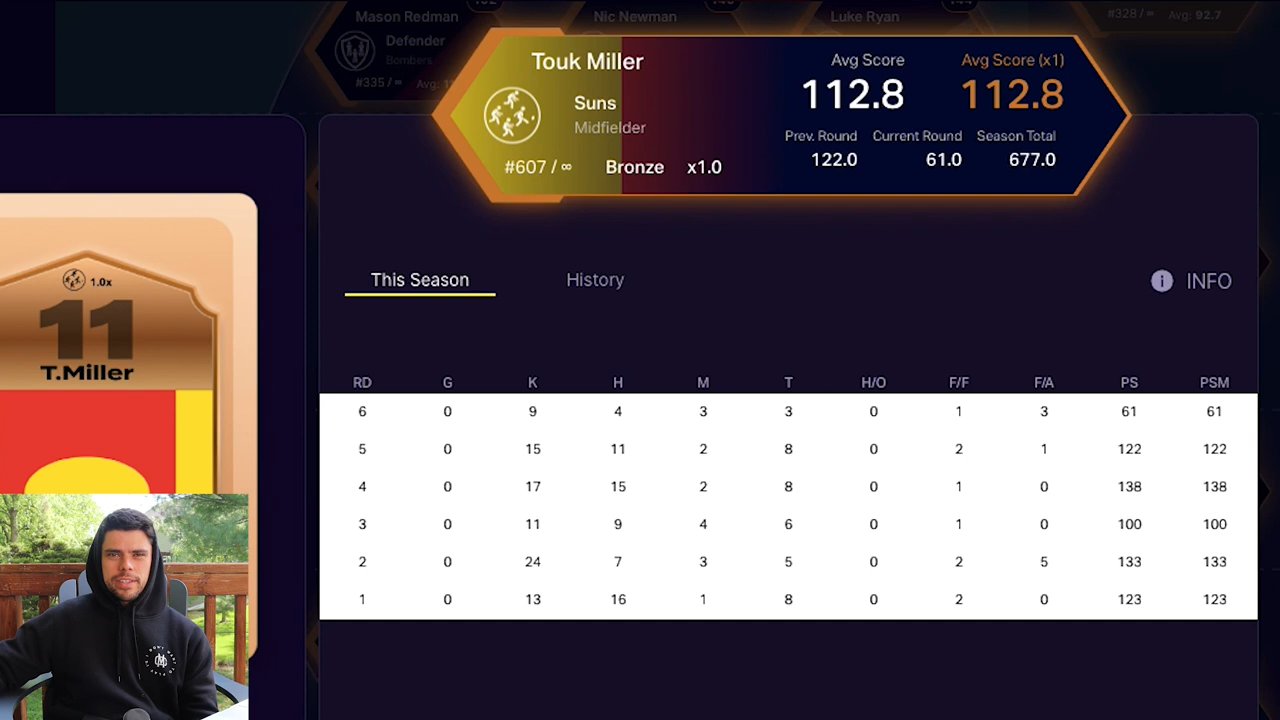 Mason Redman
Nic Newman
Luke Ryan
#328 / ∞ Avg: 92.7
Defender
Bombers
#335 / ∞ Avg:
Touk Miller
Suns
Midfielder
#607 / ∞ Bronze x1.0
Avg Score Avg Score (x1)
112.8 112.8
Prev. Round Current Round Season Total
122.0 61.0 677.0
This Season History INFO
1.0x
11
T.Miller
RD G K H M T H/O F/F F/A PS PSM
6 0 9 4 3 3 0 1 3 61 61
5 0 15 11 2 8 0 2 1 122 122
4 0 17 15 2 8 0 1 0 138 138
3 0 11 9 4 6 0 1 0 100 100
2 0 24 7 3 5 0 2 5 133 133
1 0 13 16 1 8 0 2 0 123 123